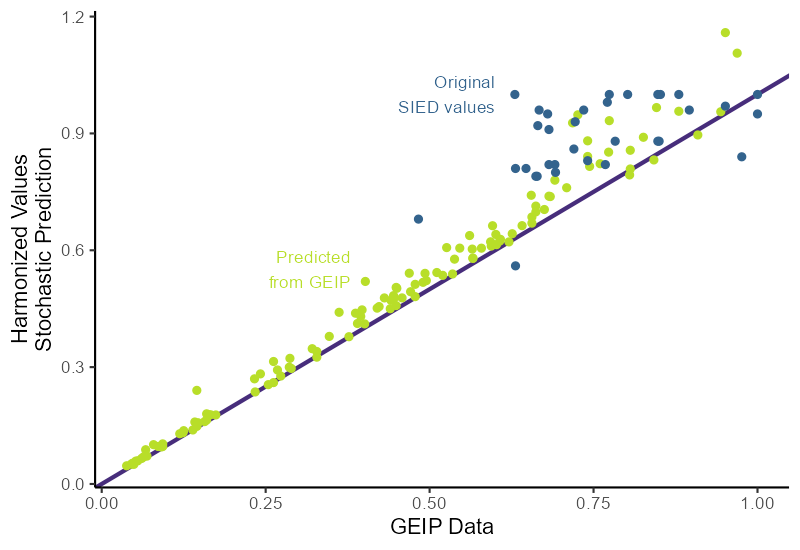 1.2
Original
SIED values
0.9
Harmonized Values
Stochastic Prediction
0.6
Predicted
from GEIP
0.3
0.0
0.00 0.25 0.50 0.75 1.00
GEIP Data